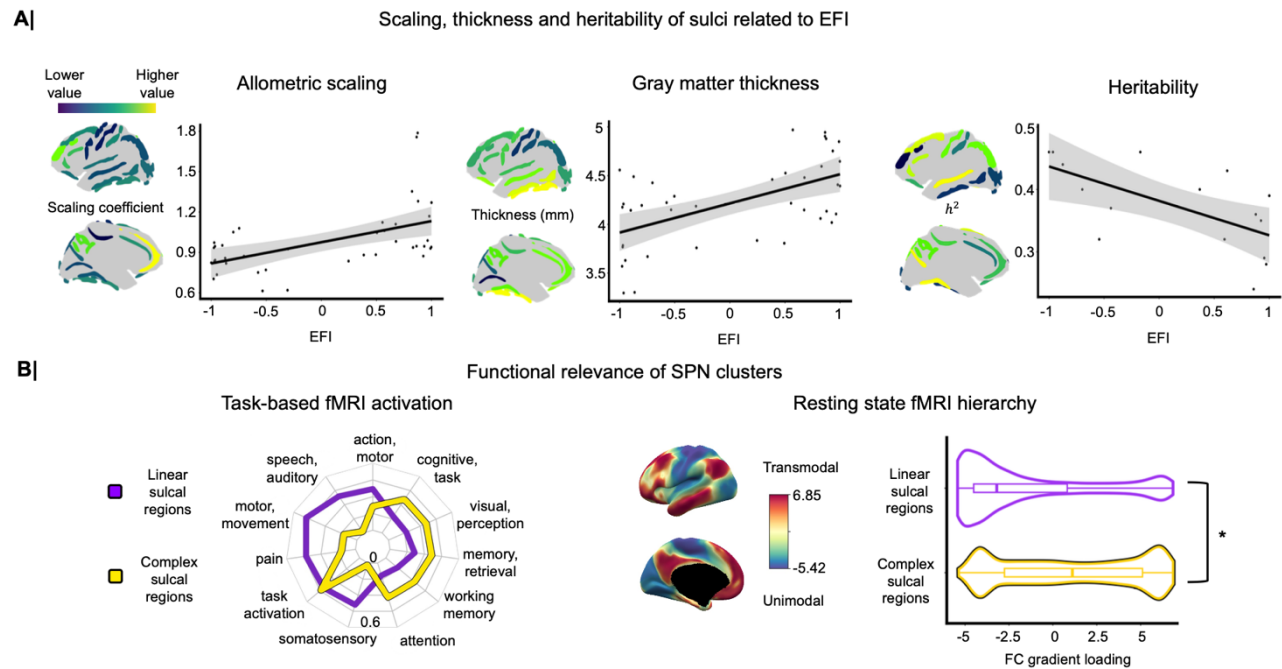 A|
Scaling, thickness and heritability of sulci related to EFI
Lower
value
Higher
value
Scaling coefficient
Allometric scaling
1.8
1.5
1.2
0.9
0.6
-1
-0.5
0
0.5
1
EFI
Thickness (mm)
Gray matter thickness
5
4.5
4
3.5
-1
-0.5
0
0.5
1
EFI
h²
Heritability
0.5
0.4
0.3
-1
-0.5
0
0.5
1
EFI
B|
Functional relevance of SPN clusters
Task-based fMRI activation
Linear
sulcal
regions
Complex
sulcal
regions
action,
motor
cognitive,
task
visual,
perception
memory,
retrieval
working
memory
attention
somatosensory
task
activation
pain
motor,
movement
speech,
auditory
0
0.6
Resting state fMRI hierarchy
Transmodal
6.85
-5.42
Unimodal
Linear
sulcal
regions
Complex
sulcal
regions
*
-5
-2.5
0
2.5
5
FC gradient loading